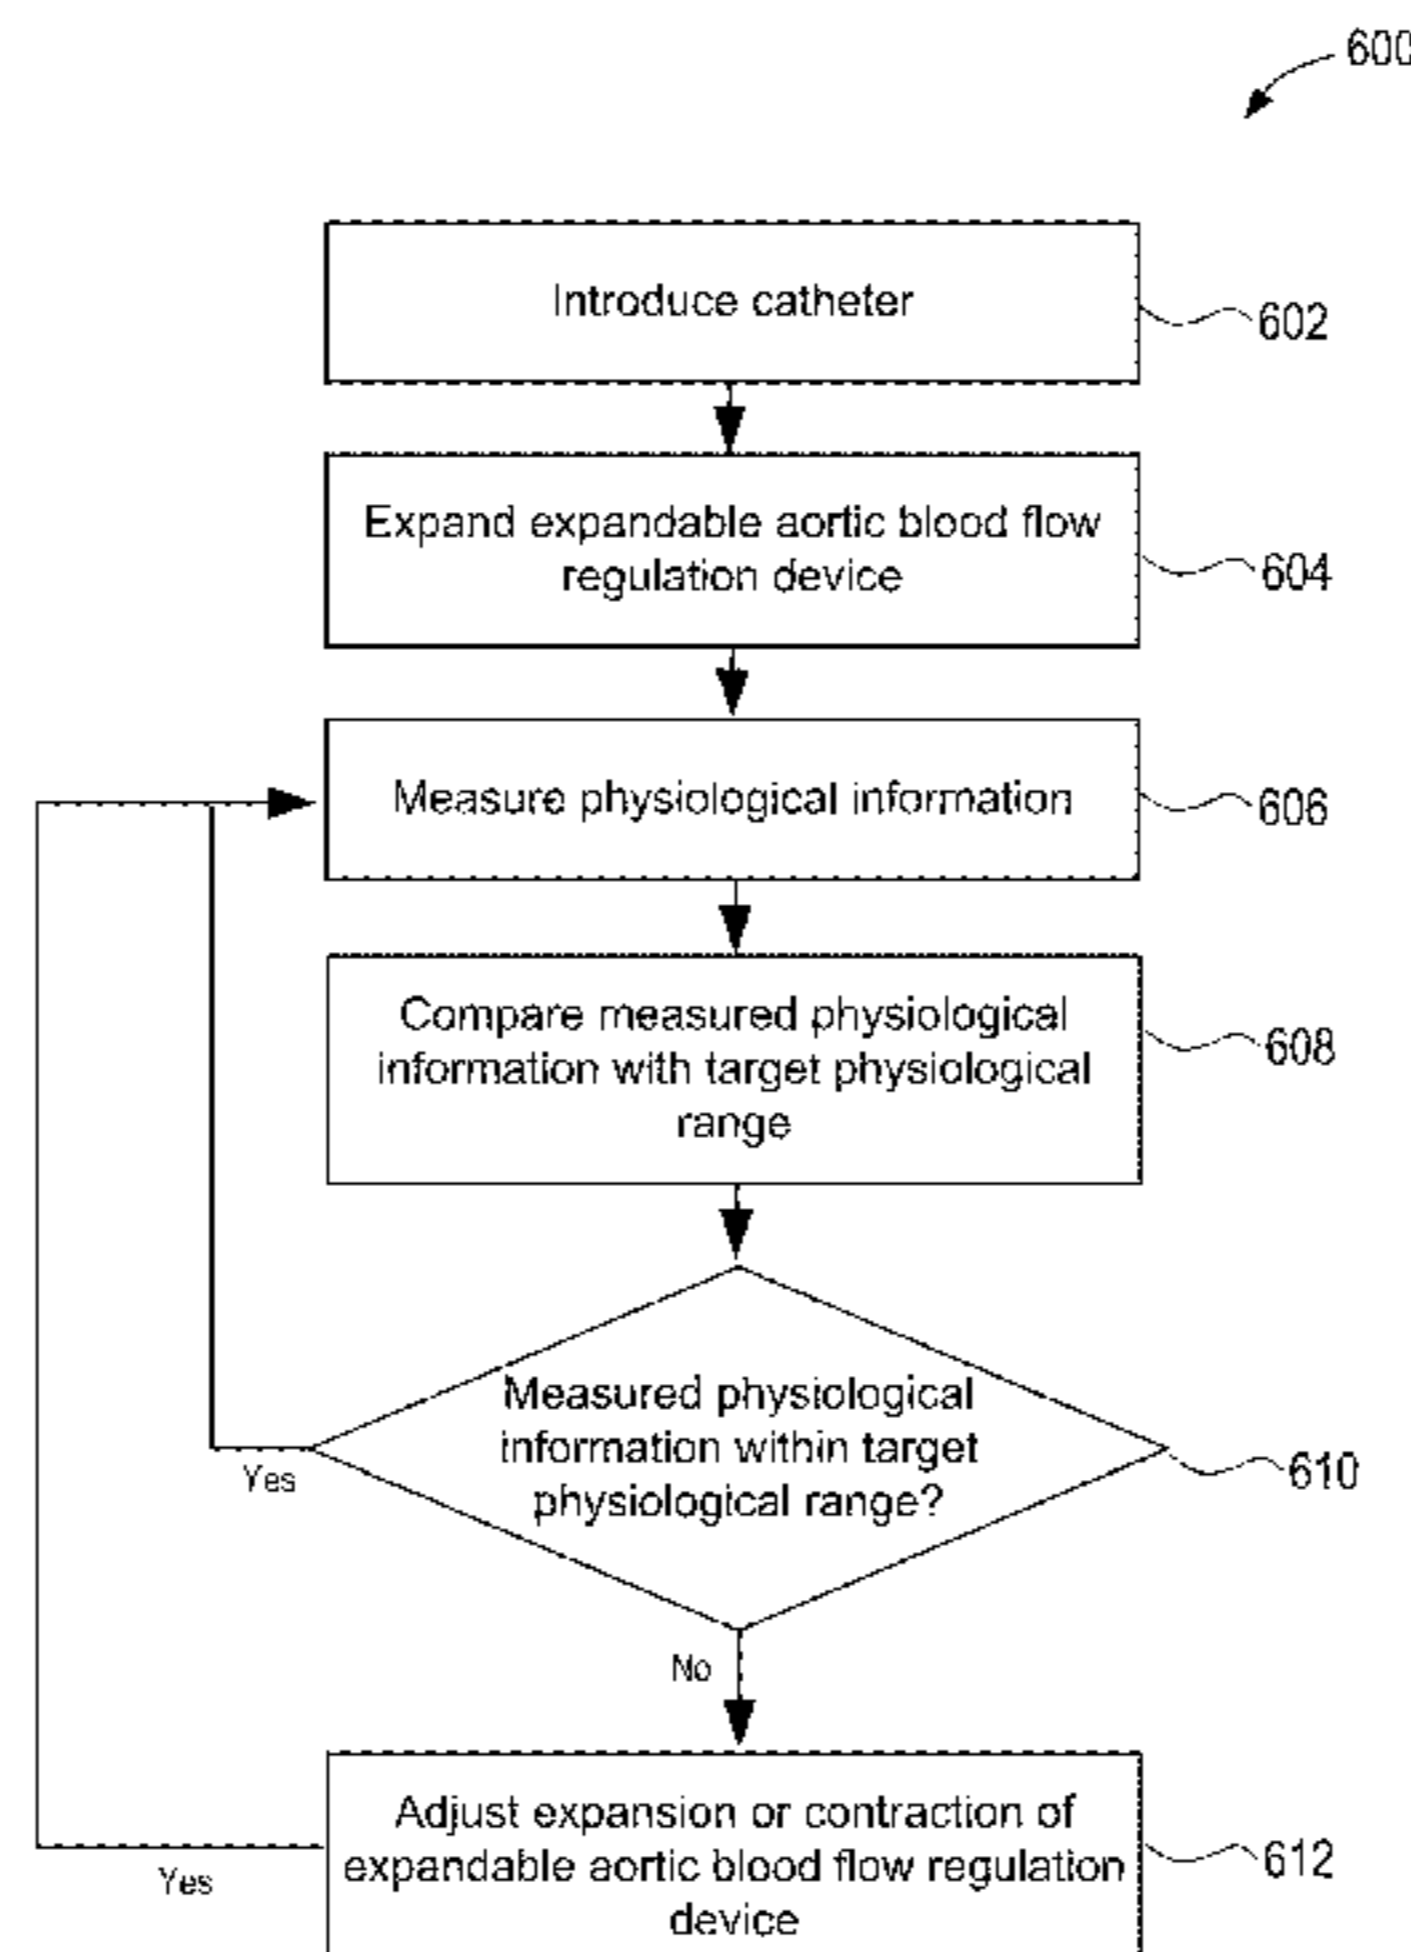 600
Introduce catheter
602
Expand expandable aortic blood flow
regulation device
604
Measure physiological information
606
Compare measured physiological
information with target physiological
range
608
Measured physiological
information within target
physiological range?
610
Yes
No
Adjust expansion or contraction of
expandable aortic blood flow regulation
device
612
Yes